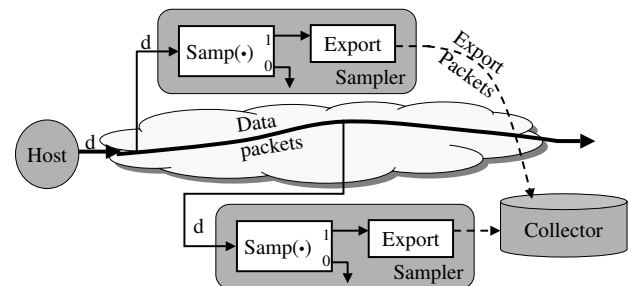 d
Samp(•)
1
0
Export
Sampler
Export
Packets
Data
packets
Host
d
d
Samp(•)
1
0
Export
Sampler
Collector